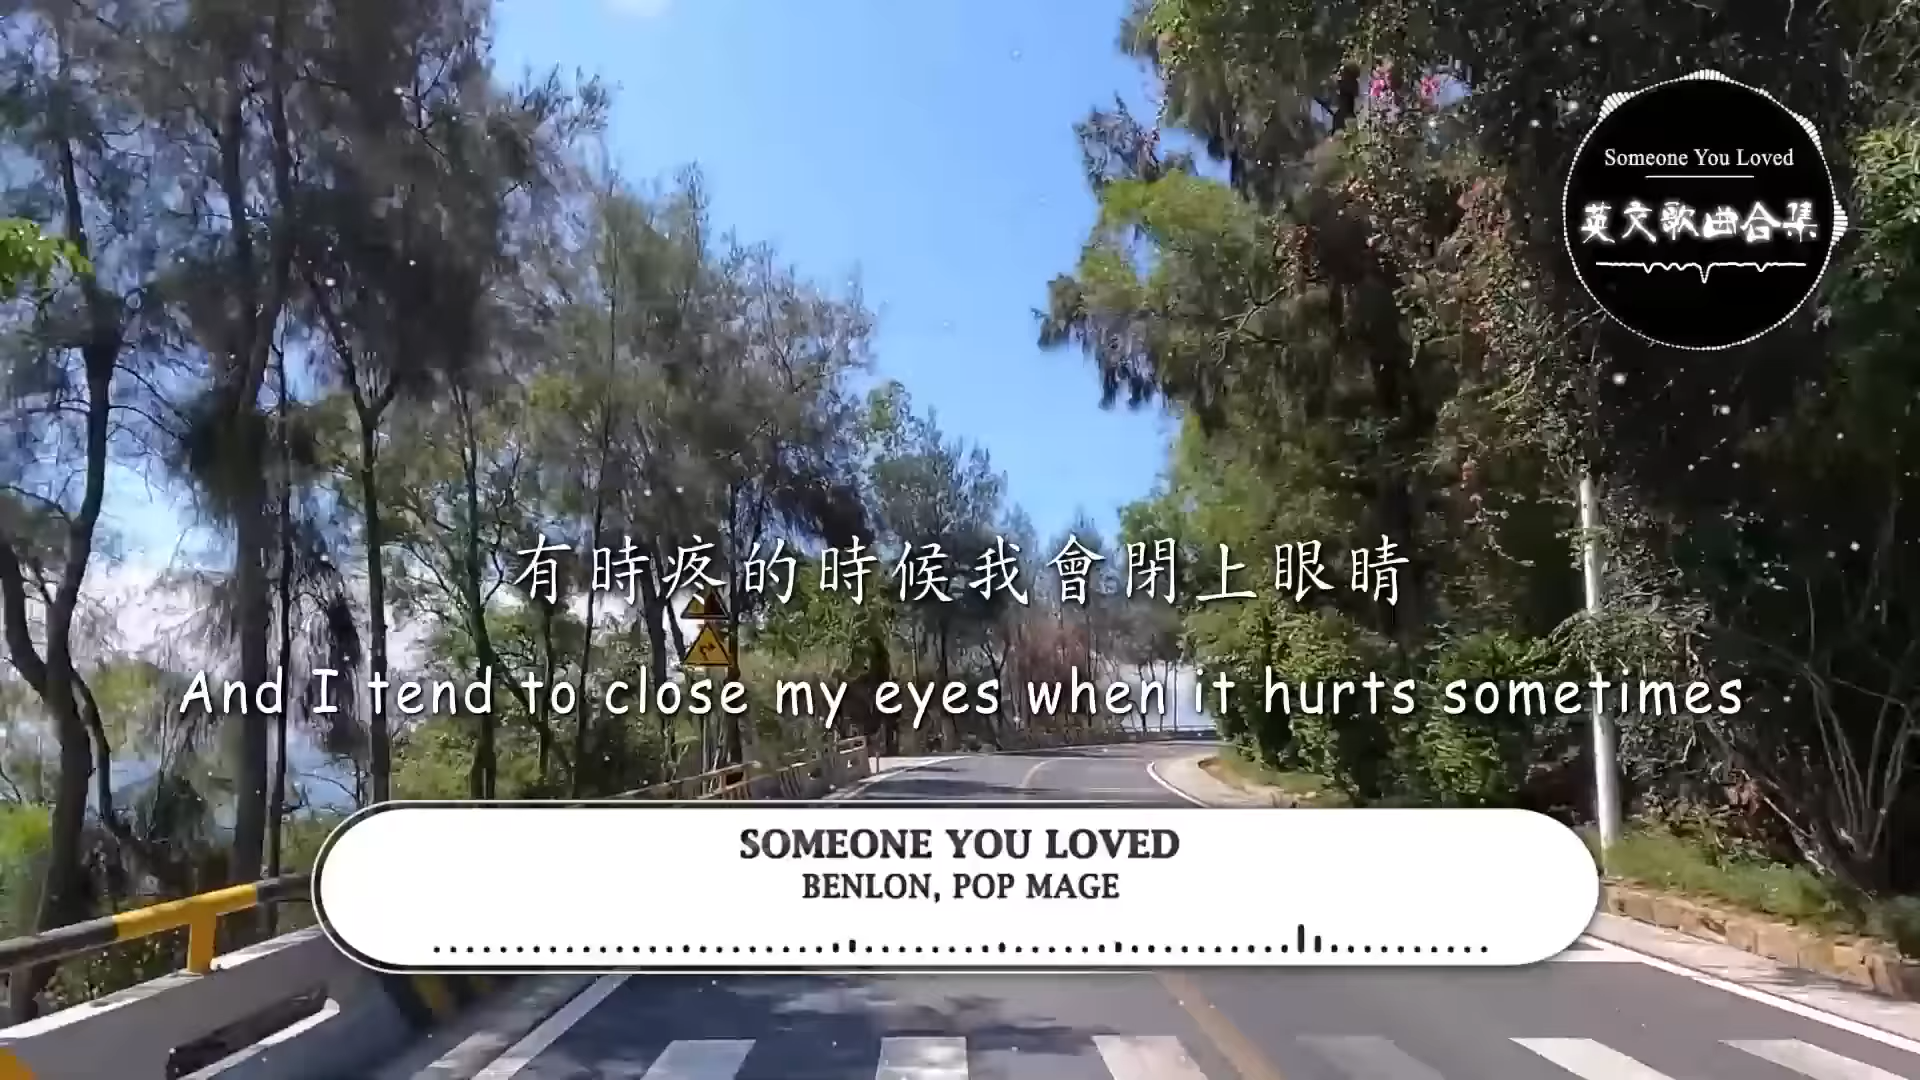 Someone You Loved
英文歌曲合集
有時疼的時候我會閉上眼睛
And I tend to close my eyes when it hurts sometimes
SOMEONE YOU LOVED
BENLON, POP MAGE